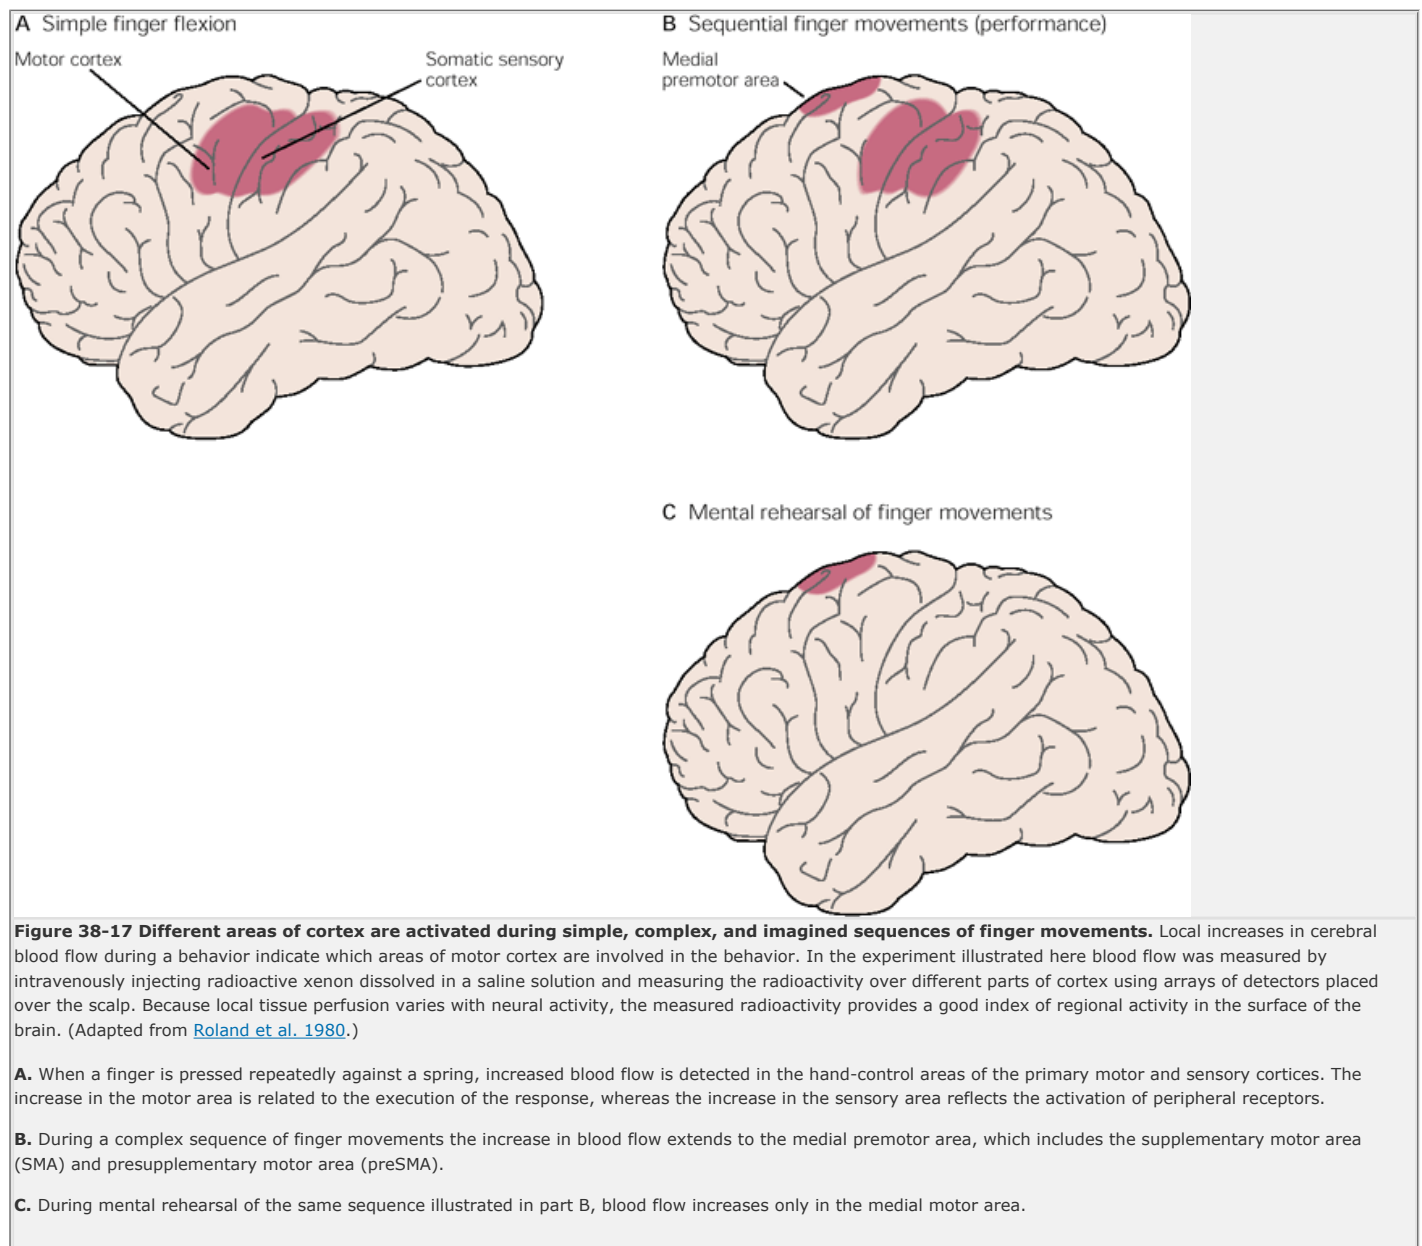 A Simple finger flexion
Motor cortex
Somatic sensory
cortex
B Sequential finger movements (performance)
Medial
premotor area
C Mental rehearsal of finger movements
Figure 38-17 Different areas of cortex are activated during simple, complex, and imagined sequences of finger movements. Local increases in cerebral
blood flow during a behavior indicate which areas of motor cortex are involved in the behavior. In the experiment illustrated here blood flow was measured by
intravenously injecting radioactive xenon dissolved in a saline solution and measuring the radioactivity over different parts of cortex using arrays of detectors placed
over the scalp. Because local tissue perfusion varies with neural activity, the measured radioactivity provides a good index of regional activity in the surface of the
brain. (Adapted from Roland et al. 1980.)
A. When a finger is pressed repeatedly against a spring, increased blood flow is detected in the hand-control areas of the primary motor and sensory cortices. The
increase in the motor area is related to the execution of the response, whereas the increase in the sensory area reflects the activation of peripheral receptors.
B. During a complex sequence of finger movements the increase in blood flow extends to the medial premotor area, which includes the supplementary motor area
(SMA) and presupplementary motor area (preSMA).
C. During mental rehearsal of the same sequence illustrated in part B, blood flow increases only in the medial motor area.